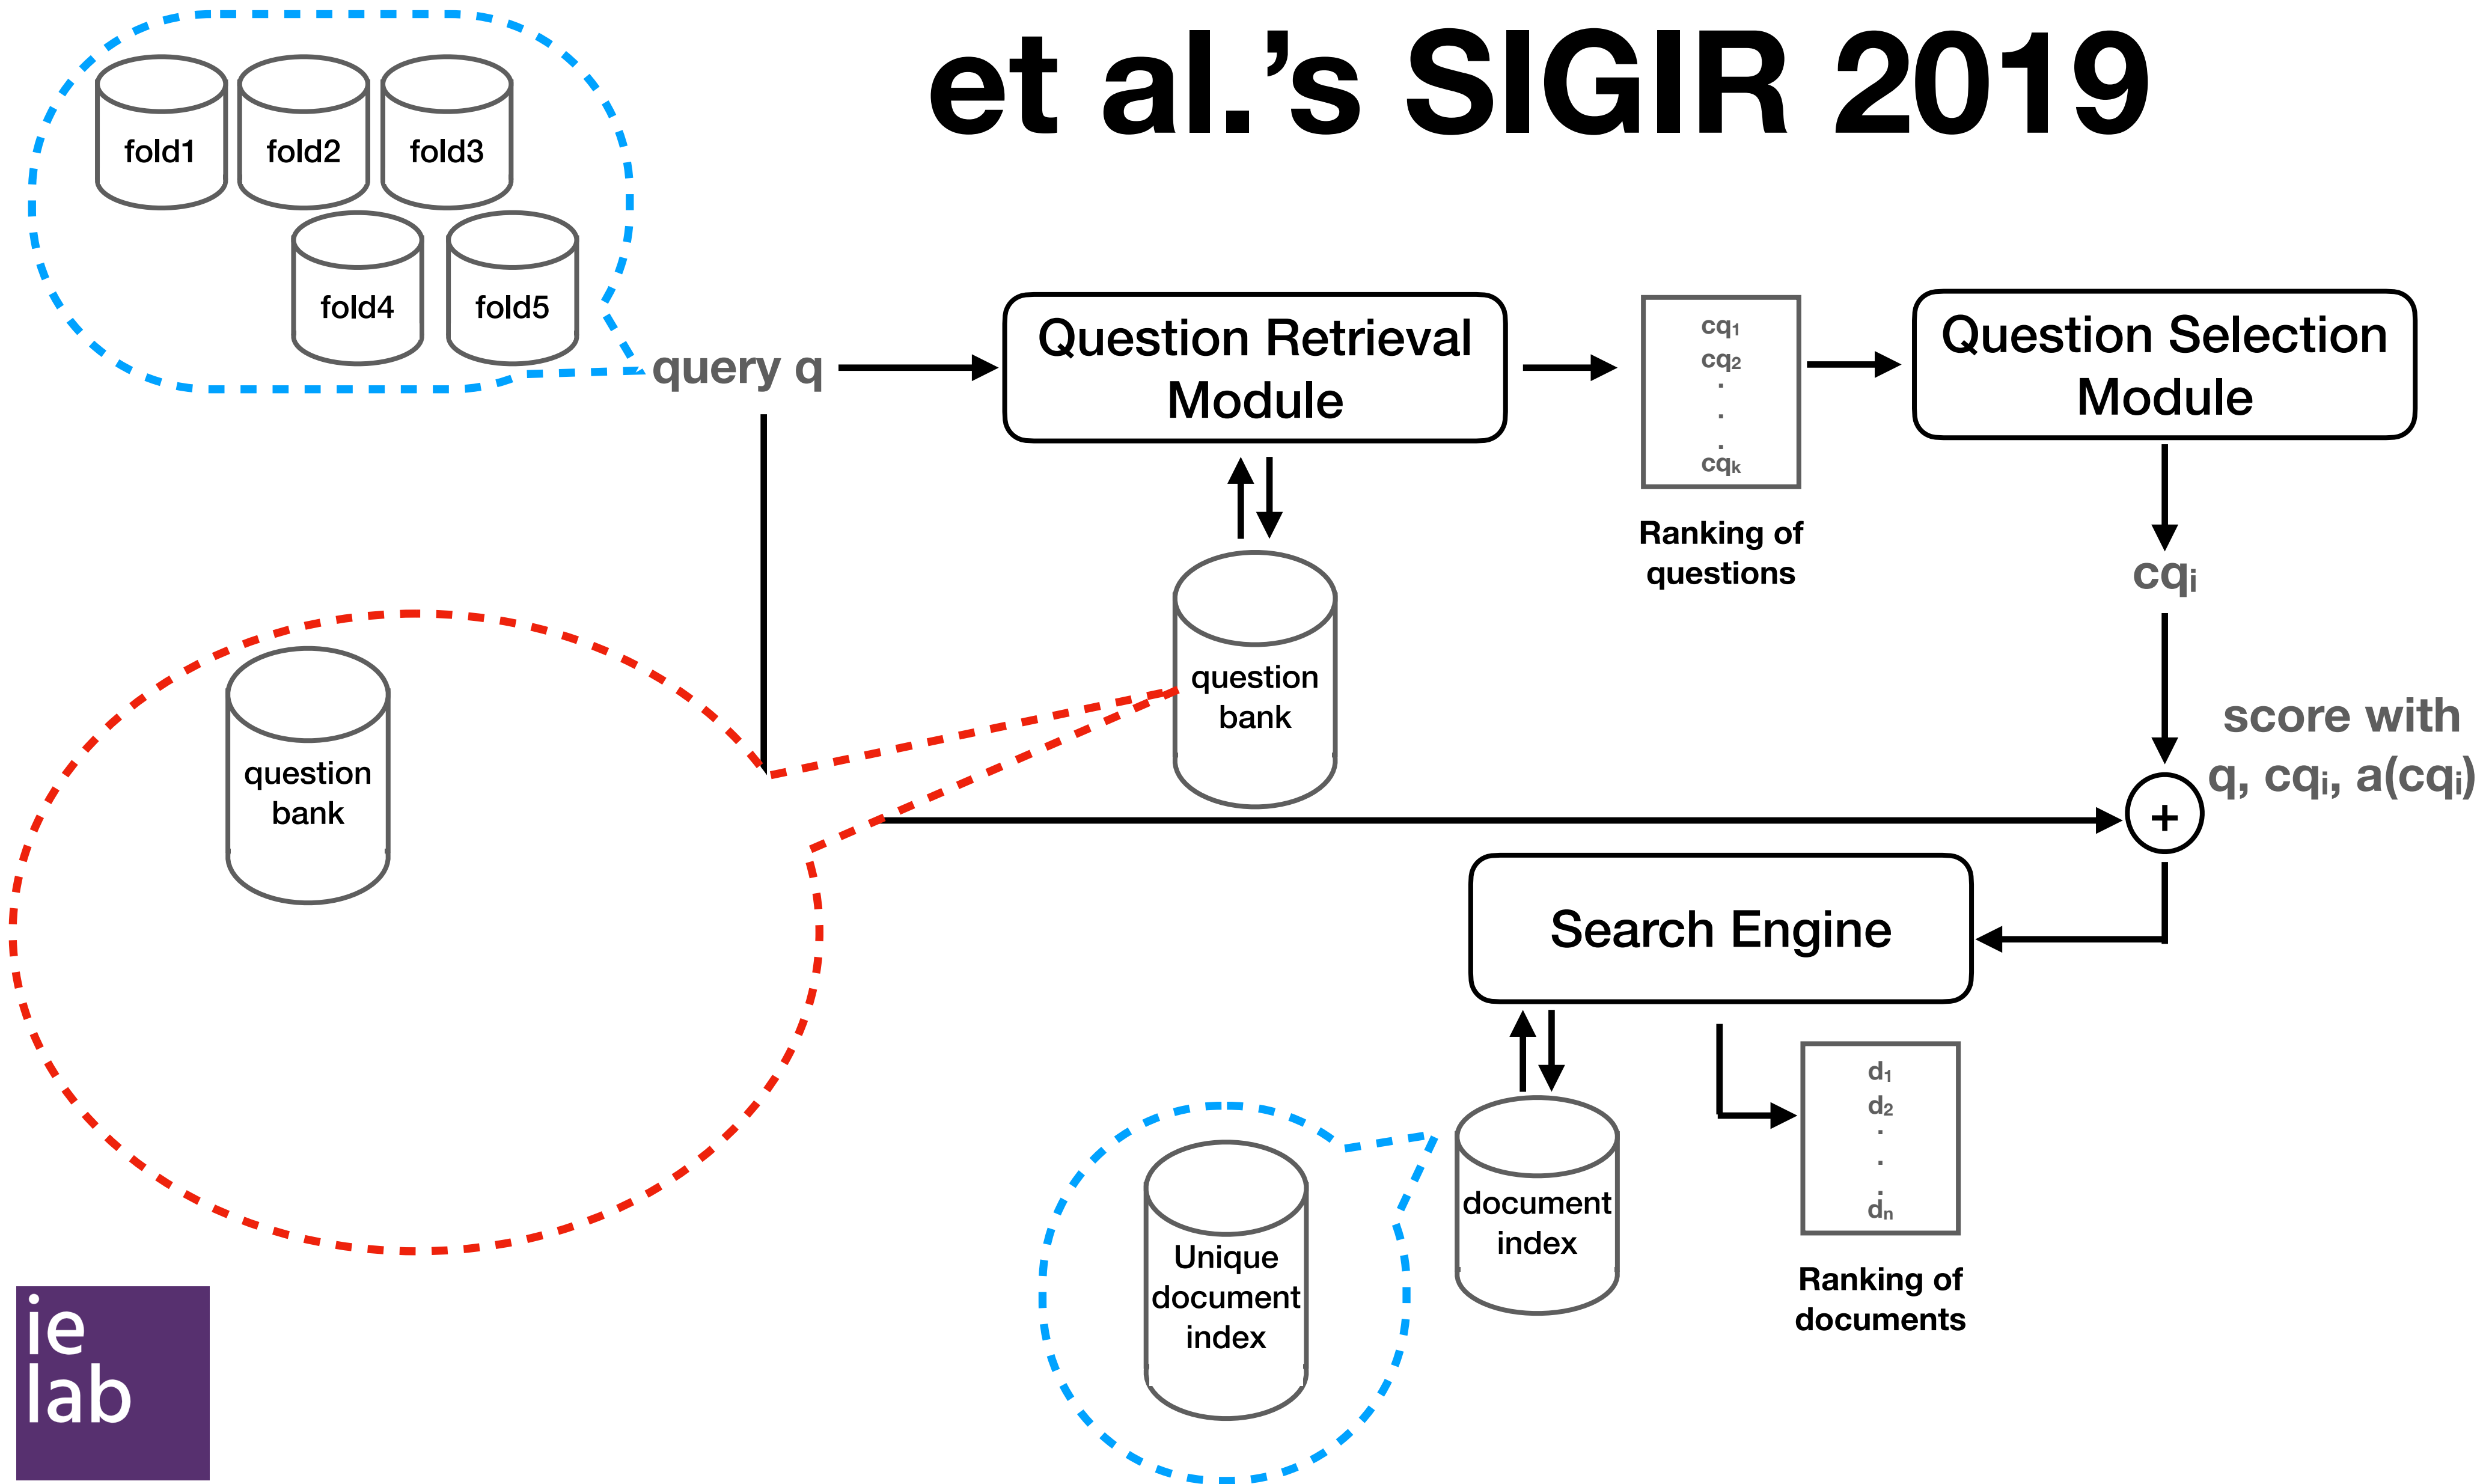 et al.’s SIGIR 2019
fold1
fold2
fold3
fold4
fold5
query q
Question Retrieval
Module
cq₁
cq₂
.
.
.
cqₖ
Ranking of
questions
Question Selection
Module
cqᵢ
score with
q, cqᵢ, a(cqᵢ)
+
question
bank
question
bank
Search Engine
document
index
Unique
document
index
d₁
d₂
.
.
.
dₙ
Ranking of
documents
ie
lab